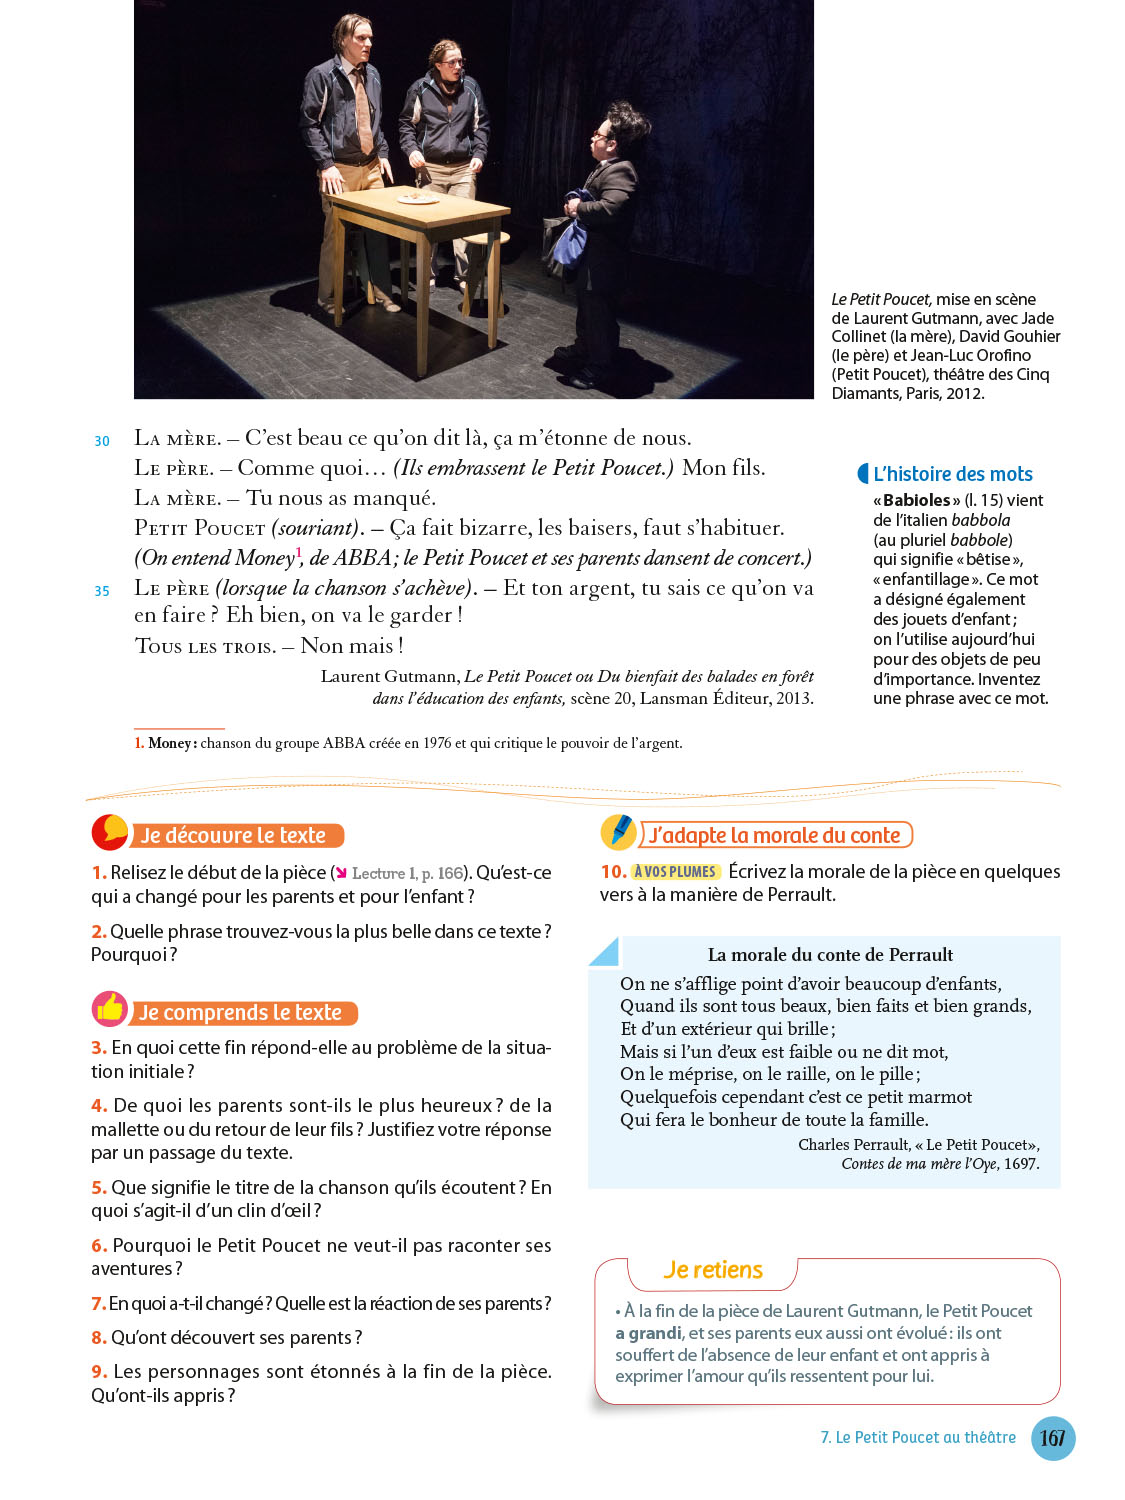 Le Petit Poucet, mise en scène
de Laurent Gutmann, avec Jade
Collinet (la mère), David Gouhier
(le père) et Jean-Luc Orofino
(Petit Poucet), théâtre des Cinq
Diamants, Paris, 2012.
30 La mère. – C’est beau ce qu’on dit là, ça m’étonne de nous.
Le père. – Comme quoi… (Ils embrassent le Petit Poucet.) Mon fils.
La mère. – Tu nous as manqué.
Petit Poucet (souriant). – Ça fait bizarre, les baisers, faut s’habituer.
(On entend Money1, de ABBA ; le Petit Poucet et ses parents dansent de concert.)
35 Le père (lorsque la chanson s’achève). – Et ton argent, tu sais ce qu’on va
en faire ? Eh bien, on va le garder !
Tous les trois. – Non mais !
Laurent Gutmann, Le Petit Poucet ou Du bienfait des balades en forêt
dans l’éducation des enfants, scène 20, Lansman Éditeur, 2013.
1. Money : chanson du groupe ABBA créée en 1976 et qui critique le pouvoir de l’argent.
L’histoire des mots
« Babioles » (l. 15) vient
de l’italien babbola
(au pluriel babbole)
qui signifie « bêtise »,
« enfantillage ». Ce mot
a désigné également
des jouets d’enfant ;
on l’utilise aujourd’hui
pour des objets de peu
d’importance. Inventez
une phrase avec ce mot.
Je découvre le texte
1. Relisez le début de la pièce (➘ Lecture 1, p. 166). Qu’est-ce
qui a changé pour les parents et pour l’enfant ?
2. Quelle phrase trouvez-vous la plus belle dans ce texte ?
Pourquoi ?
Je comprends le texte
3. En quoi cette fin répond-elle au problème de la situa-
tion initiale ?
4. De quoi les parents sont-ils le plus heureux ? de la
mallette ou du retour de leur fils ? Justifiez votre réponse
par un passage du texte.
5. Que signifie le titre de la chanson qu’ils écoutent ? En
quoi s’agit-il d’un clin d’œil ?
6. Pourquoi le Petit Poucet ne veut-il pas raconter ses
aventures ?
7. En quoi a-t-il changé ? Quelle est la réaction de ses parents ?
8. Qu’ont découvert ses parents ?
9. Les personnages sont étonnés à la fin de la pièce.
Qu’ont-ils appris ?
J’adapte la morale du conte
10. À VOS PLUMES Écrivez la morale de la pièce en quelques
vers à la manière de Perrault.
La morale du conte de Perrault
On ne s’afflige point d’avoir beaucoup d’enfants,
Quand ils sont tous beaux, bien faits et bien grands,
Et d’un extérieur qui brille ;
Mais si l’un d’eux est faible ou ne dit mot,
On le méprise, on le raille, on le pille ;
Quelquefois cependant c’est ce petit marmot
Qui fera le bonheur de toute la famille.
Charles Perrault, « Le Petit Poucet»,
Contes de ma mère l’Oye, 1697.
Je retiens
• À la fin de la pièce de Laurent Gutmann, le Petit Poucet
a grandi, et ses parents eux aussi ont évolué : ils ont
souffert de l’absence de leur enfant et ont appris à
exprimer l’amour qu’ils ressentent pour lui.
7. Le Petit Poucet au théâtre 167